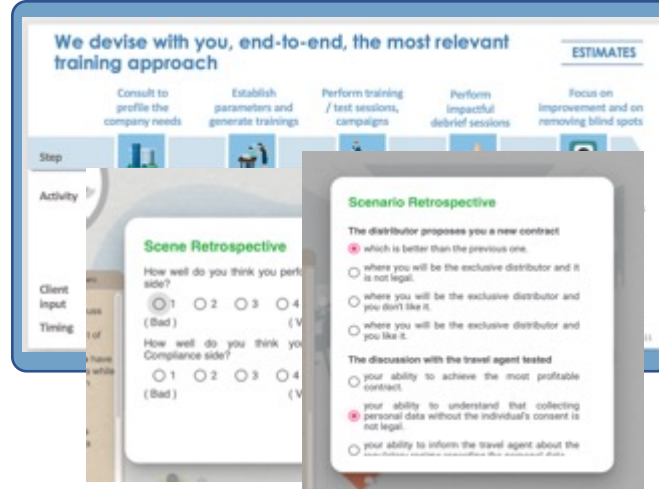 We devise with you, end-to-end, the most relevant
training approach
ESTIMATES
Consult to
profile the
company needs
Establish
parameters and
generate trainings
Perform training
/ test sessions,
campaigns
Perform
impactful
debrief sessions
Focus on
improvement and on
removing blind spots
Step
Activity
Client
input
Timing
Scene Retrospective
How well do you think you
side?
1 2 3 4
( Bad ) ( V
How well do you think
Compliance side?
1 2 3 4
( Bad ) ( V
of
have
while
Scenario Retrospective
The distributor proposes you a new contract
which is better than the previous one.
where you will be the exclusive distributor and it
is not legal.
where you will be the exclusive distributor and
you don't like it.
where you will be the exclusive distributor and
you like it.
The discussion with the travel agent tested
your ability to achieve the most profitable
contract.
your ability to understand that collecting
personal data without the individual's consent is
not legal.
your ability to inform the travel agent about the